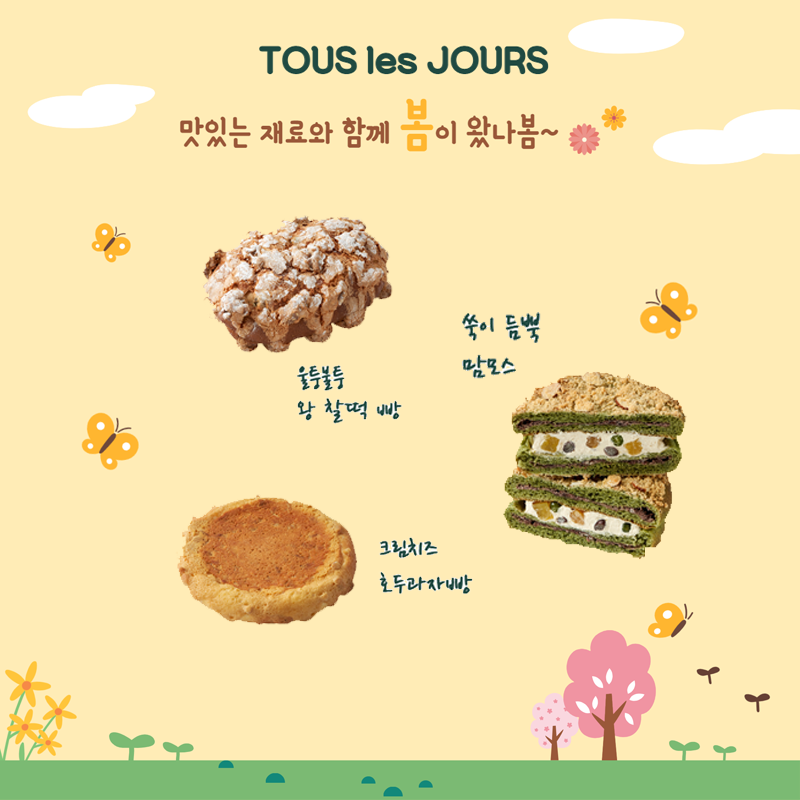 TOUS les JOURS
맛있는 재료와 함께 봄이 왔나봄~
울퉁불퉁
왕 찰떡 빵
쑥이 듬뿍
맘모스
크림치즈
호두과자빵